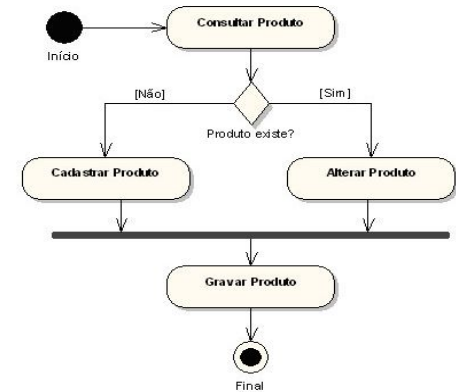 Consultar Produto
Início
[Não]
[Sim]
Produto existe?
Cadastrar Produto
Alterar Produto
Gravar Produto
Final